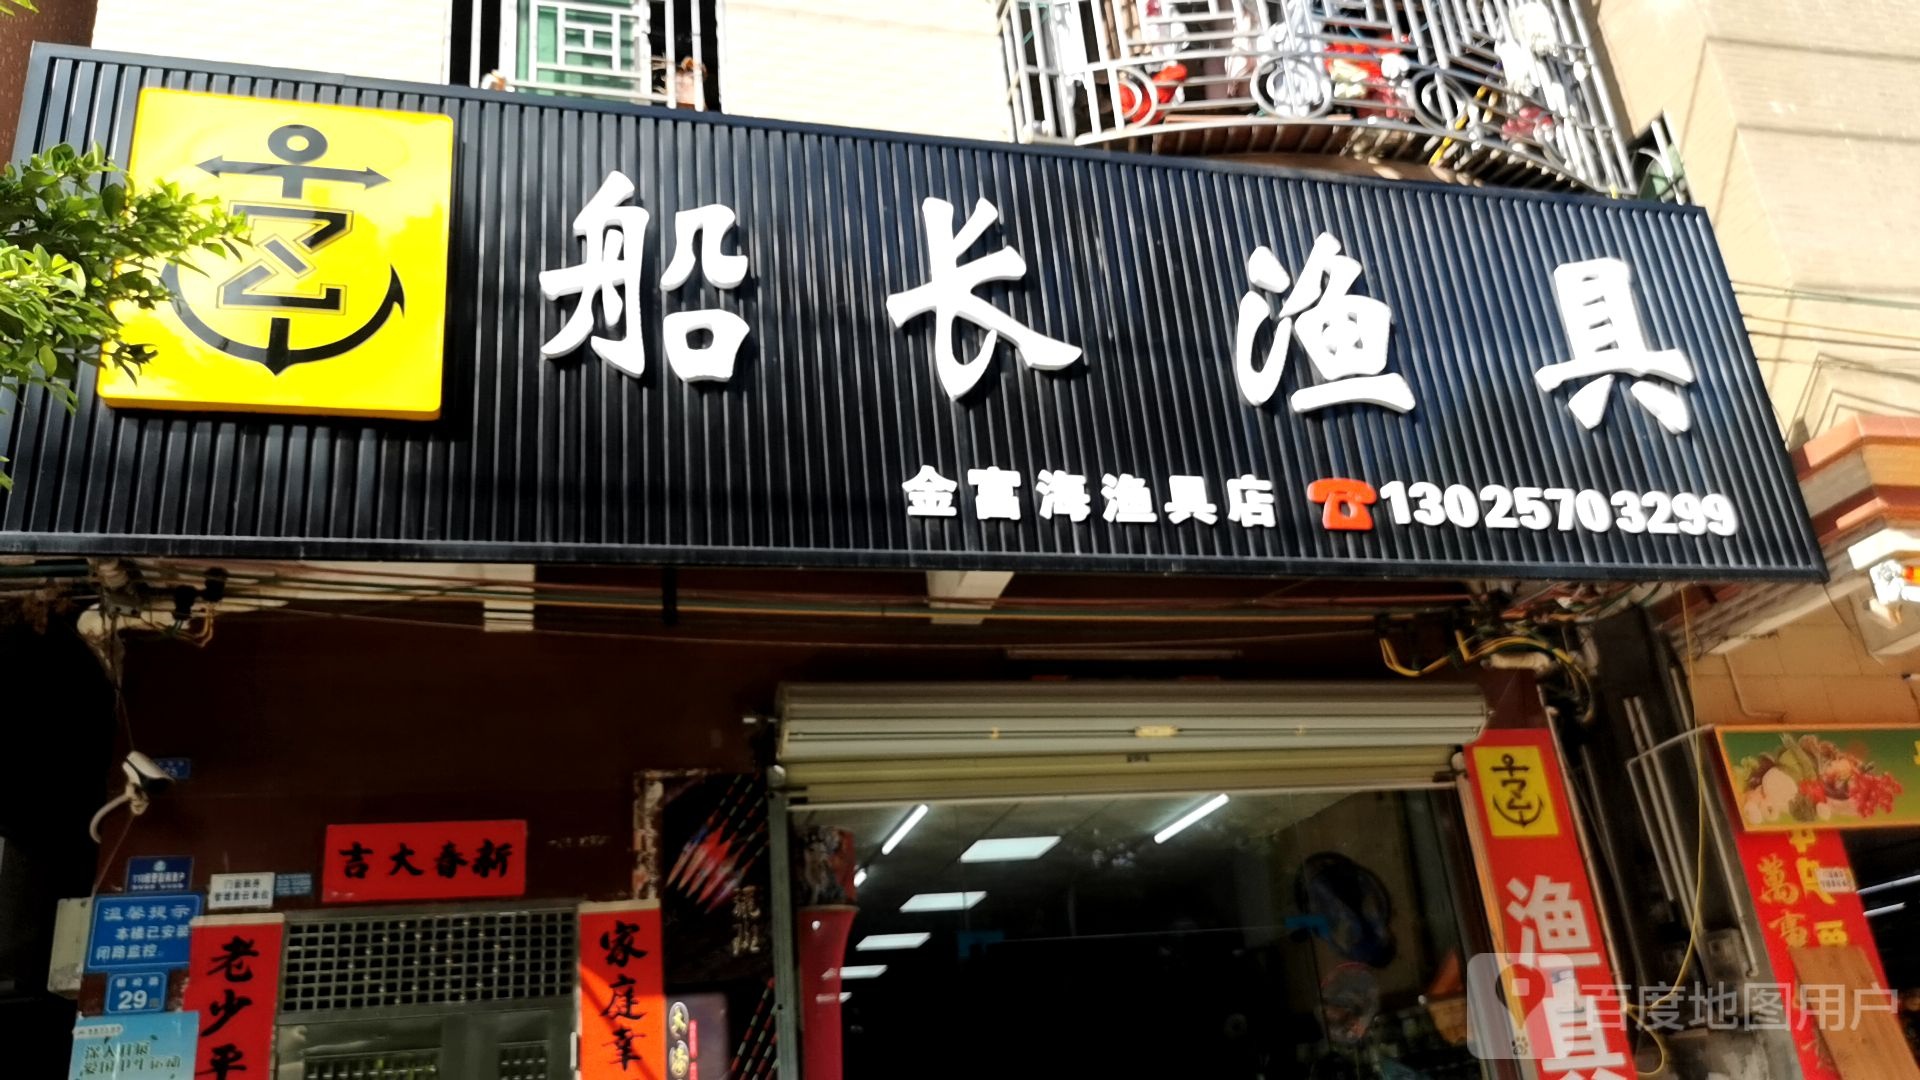 船长渔具
金富海渔具店 ☎13025703299
吉大春新
温馨提示
本楼已安装
闭路监控
29
老少平
家庭幸
渔具
萬事
百度地图用户